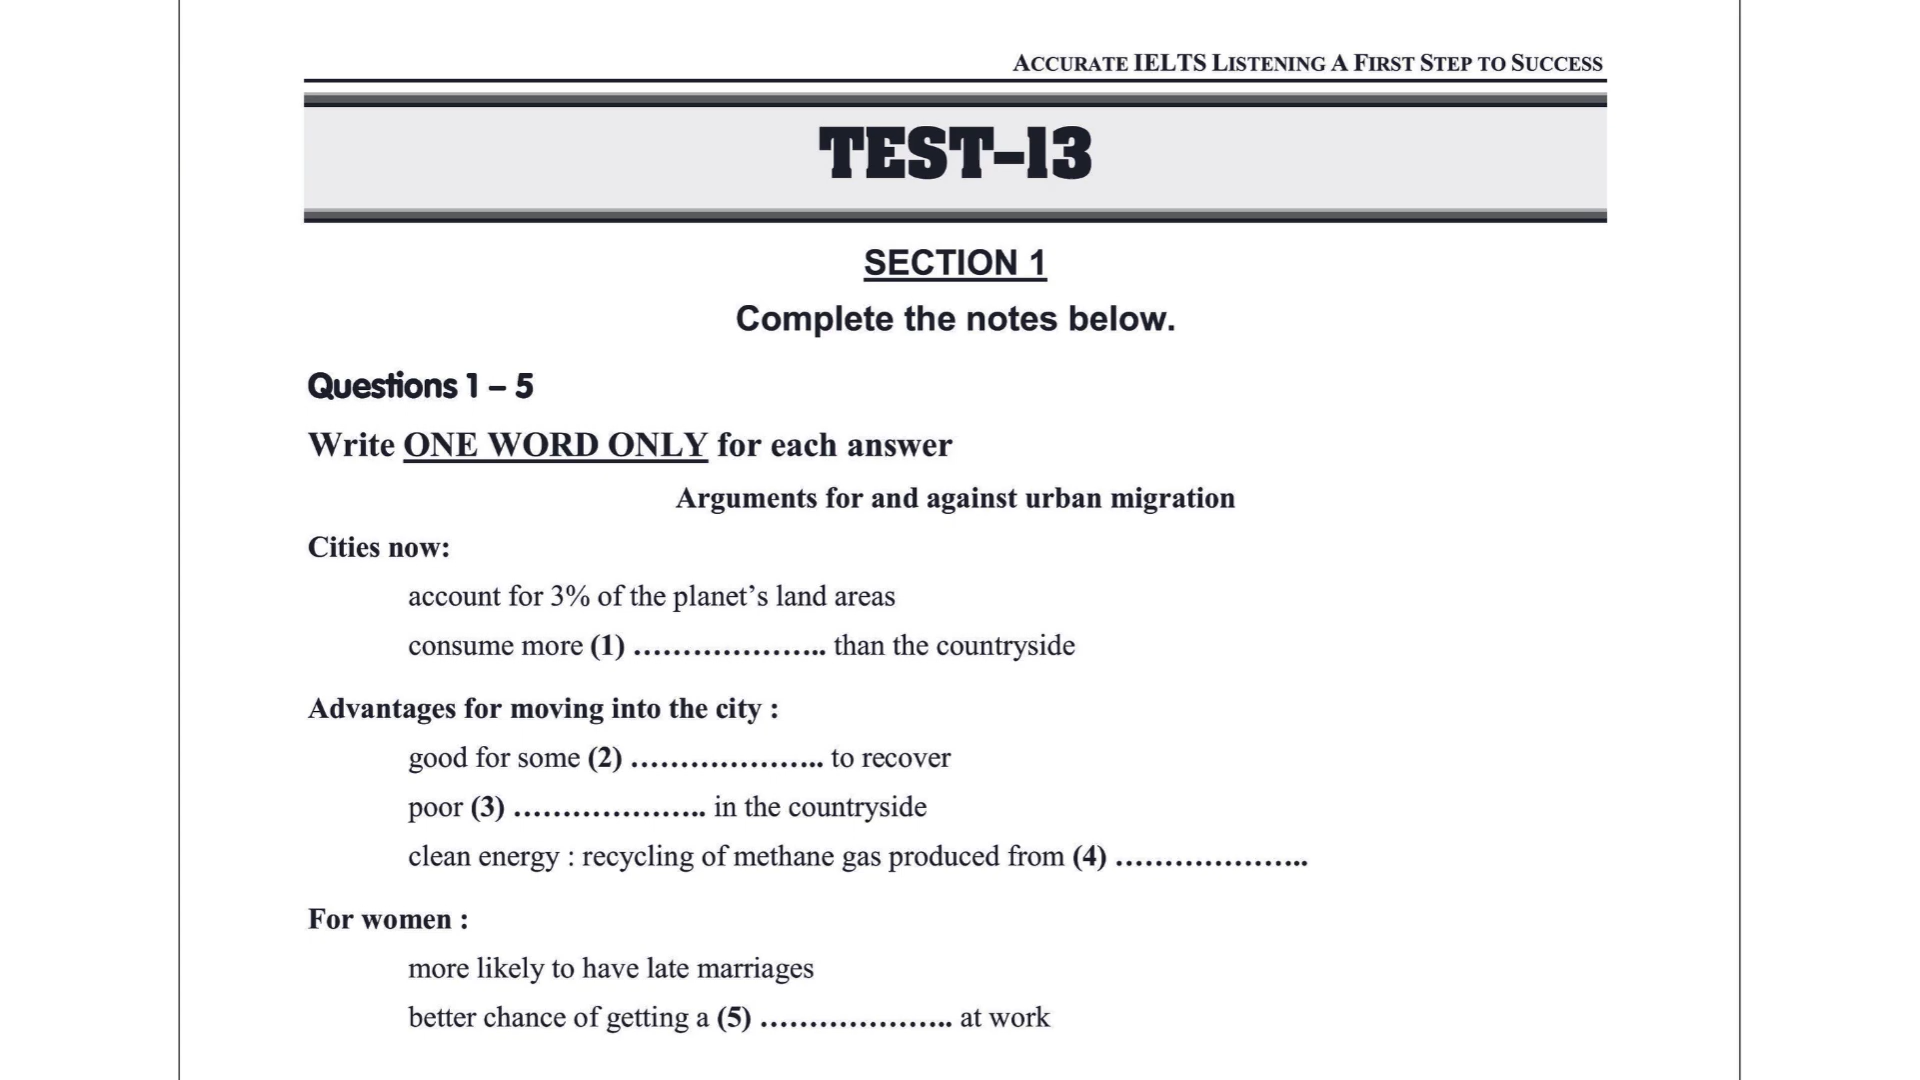 ACCURATE IELTS LISTENING A FIRST STEP TO SUCCESS
TEST–13
SECTION 1
Complete the notes below.
Questions 1 – 5
Write ONE WORD ONLY for each answer
Arguments for and against urban migration
Cities now:
account for 3% of the planet’s land areas
consume more (1) ……………….. than the countryside
Advantages for moving into the city :
good for some (2) ……………….. to recover
poor (3) ……………….. in the countryside
clean energy : recycling of methane gas produced from (4) ………………..
For women :
more likely to have late marriages
better chance of getting a (5) ……………….. at work